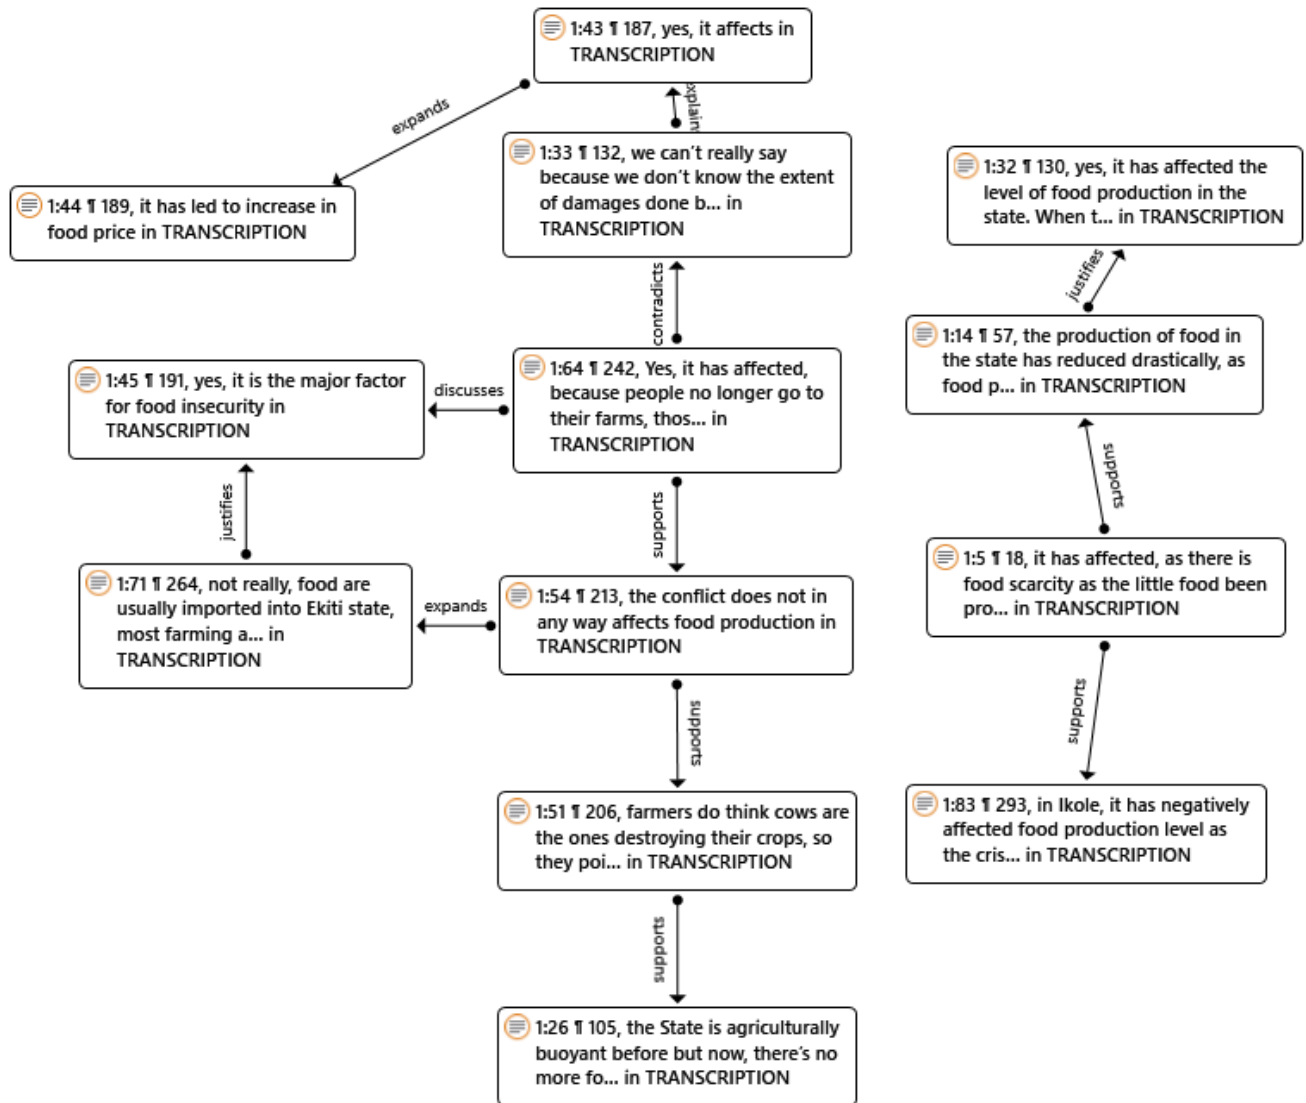 1:43 ¶ 187, yes, it affects in
TRANSCRIPTION
expands
explains
1:33 ¶ 132, we can't really say
because we don't know the extent
of damages done b... in
TRANSCRIPTION
1:32 ¶ 130, yes, it has affected the
level of food production in the
state. When t... in TRANSCRIPTION
1:44 ¶ 189, it has led to increase in
food price in TRANSCRIPTION
contradicts
justifies
1:14 ¶ 57, the production of food in
the state has reduced drastically, as
food p... in TRANSCRIPTION
1:45 ¶ 191, yes, it is the major factor
for food insecurity in
TRANSCRIPTION
discusses
1:64 ¶ 242, Yes, it has affected,
because people no longer go to
their farms, thos... in
TRANSCRIPTION
justifies
supports
supports
1:5 ¶ 18, it has affected, as there is
food scarcity as the little food been
pro... in TRANSCRIPTION
1:71 ¶ 264, not really, food are
usually imported into Ekiti state,
most farming a... in
TRANSCRIPTION
expands
1:54 ¶ 213, the conflict does not in
any way affects food production in
TRANSCRIPTION
supports
supports
1:51 ¶ 206, farmers do think cows are
the ones destroying their crops, so
they poi... in TRANSCRIPTION
1:83 ¶ 293, in Ikole, it has negatively
affected food production level as
the cris... in TRANSCRIPTION
supports
1:26 ¶ 105, the State is agriculturally
buoyant before but now, there's no
more fo... in TRANSCRIPTION